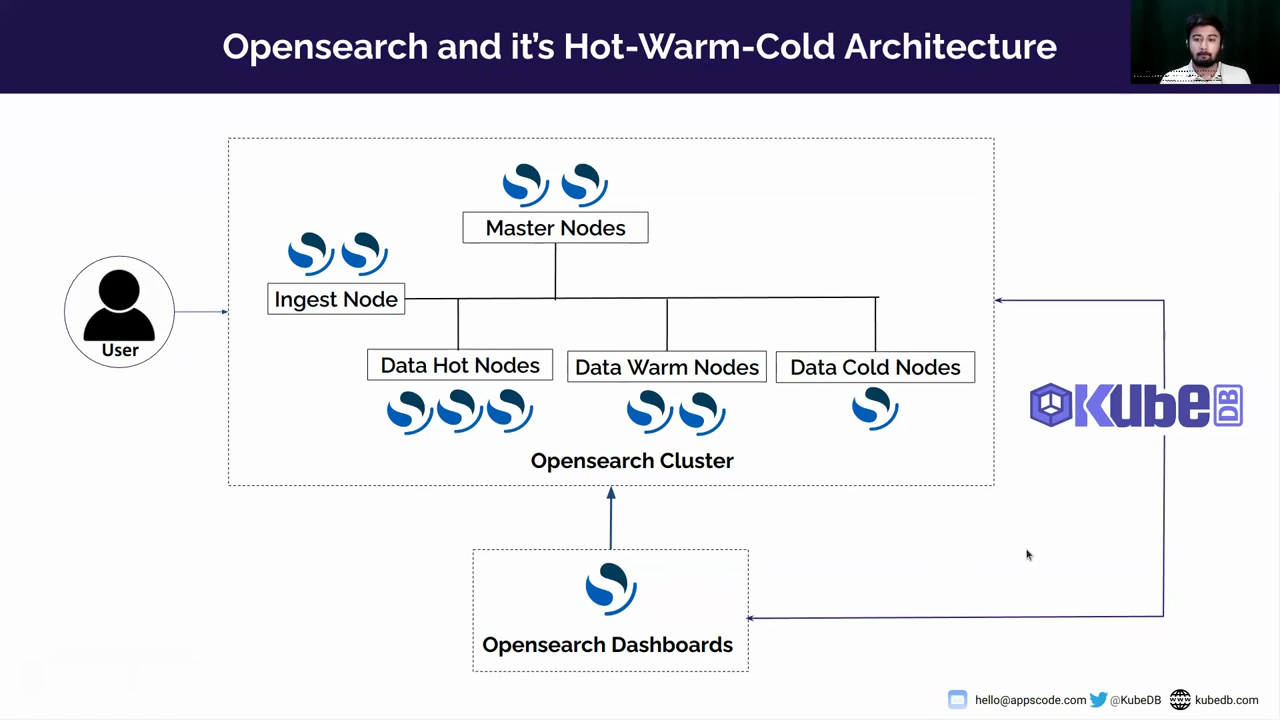 Opensearch and it's Hot-Warm-Cold Architecture
Master Nodes
Ingest Node
User
Data Hot Nodes
Data Warm Nodes
Data Cold Nodes
KubeDB
Opensearch Cluster
Opensearch Dashboards
hello@appscode.com @KubeDB www kubedb.com